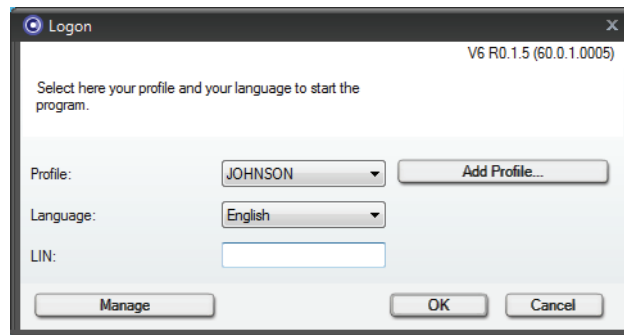 Logon
V6 R0.1.5 (60.0.1.0005)
Select here your profile and your language to start the
program.
Profile: JOHNSON Add Profile...
Language: English
LIN:
Manage OK Cancel